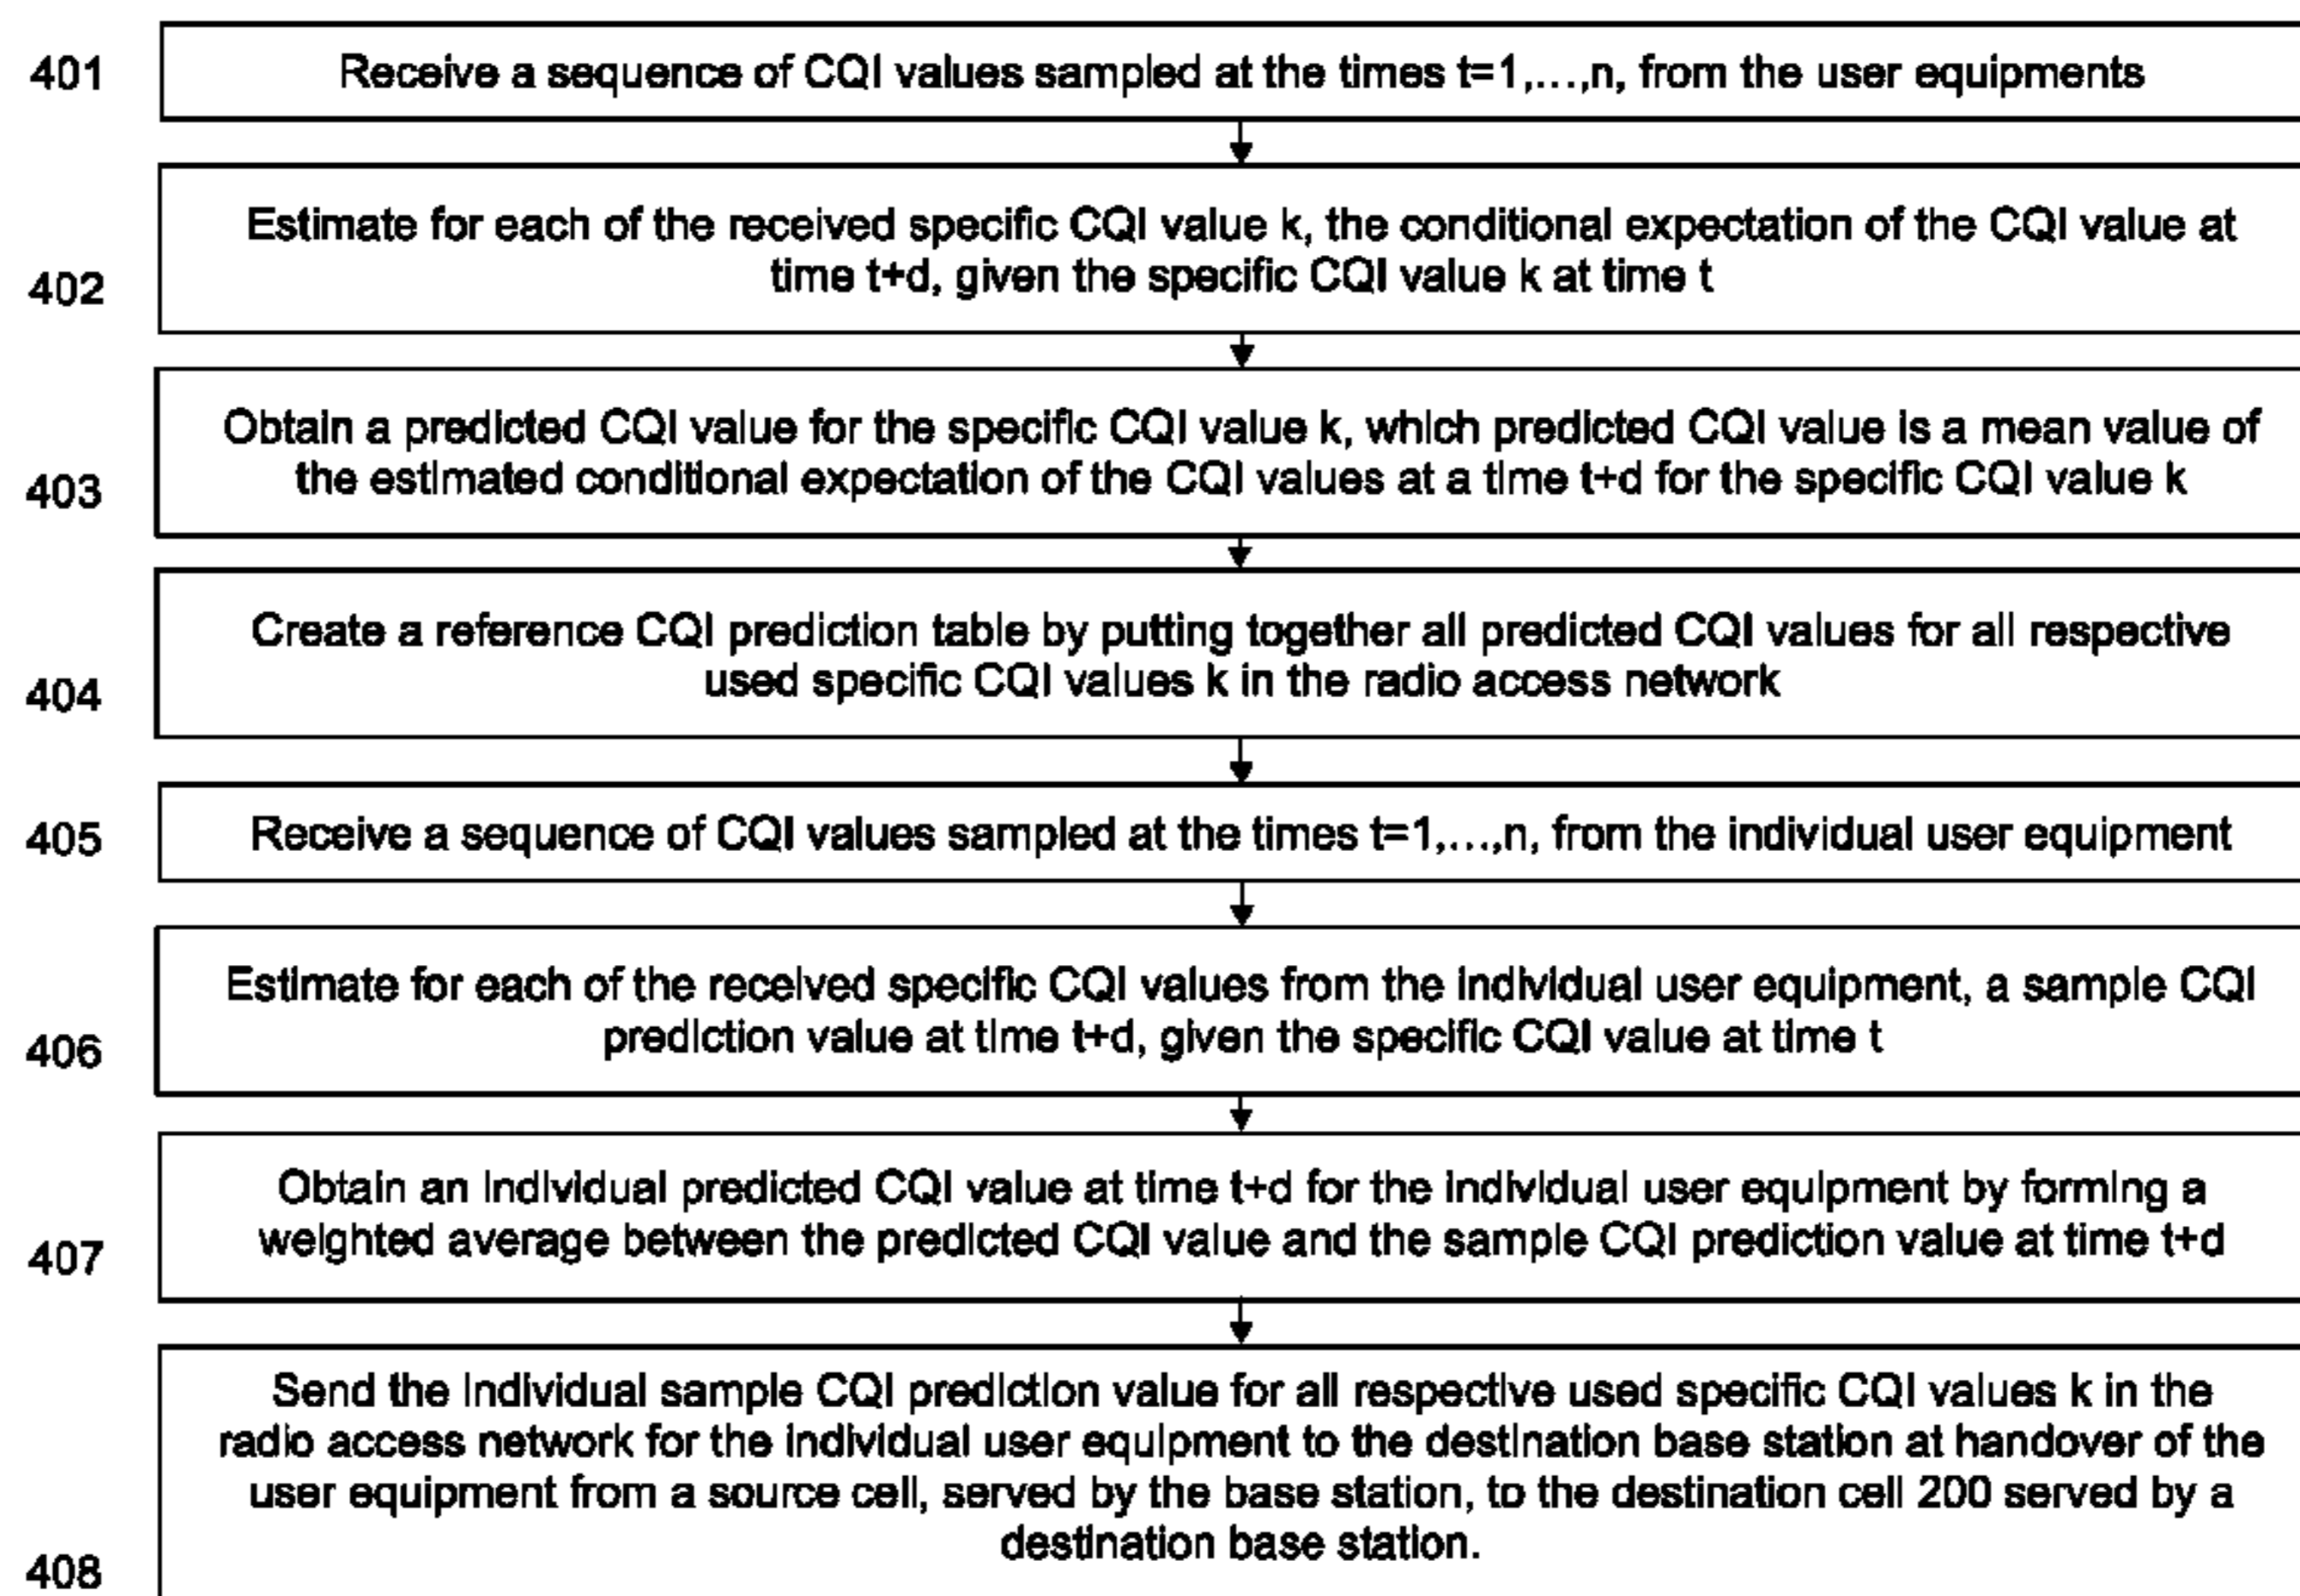 401
Receive a sequence of CQI values sampled at the times t=1,...,n, from the user equipments
402
Estimate for each of the received specific CQI value k, the conditional expectation of the CQI value at
time t+d, given the specific CQI value k at time t
403
Obtain a predicted CQI value for the specific CQI value k, which predicted CQI value is a mean value of
the estimated conditional expectation of the CQI values at a time t+d for the specific CQI value k
404
Create a reference CQI prediction table by putting together all predicted CQI values for all respective
used specific CQI values k in the radio access network
405
Receive a sequence of CQI values sampled at the times t=1,...,n, from the individual user equipment
406
Estimate for each of the received specific CQI values from the individual user equipment, a sample CQI
prediction value at time t+d, given the specific CQI value at time t
407
Obtain an individual predicted CQI value at time t+d for the individual user equipment by forming a
weighted average between the predicted CQI value and the sample CQI prediction value at time t+d
408
Send the individual sample CQI prediction value for all respective used specific CQI values k in the
radio access network for the individual user equipment to the destination base station at handover of the
user equipment from a source cell, served by the base station, to the destination cell 200 served by a
destination base station.